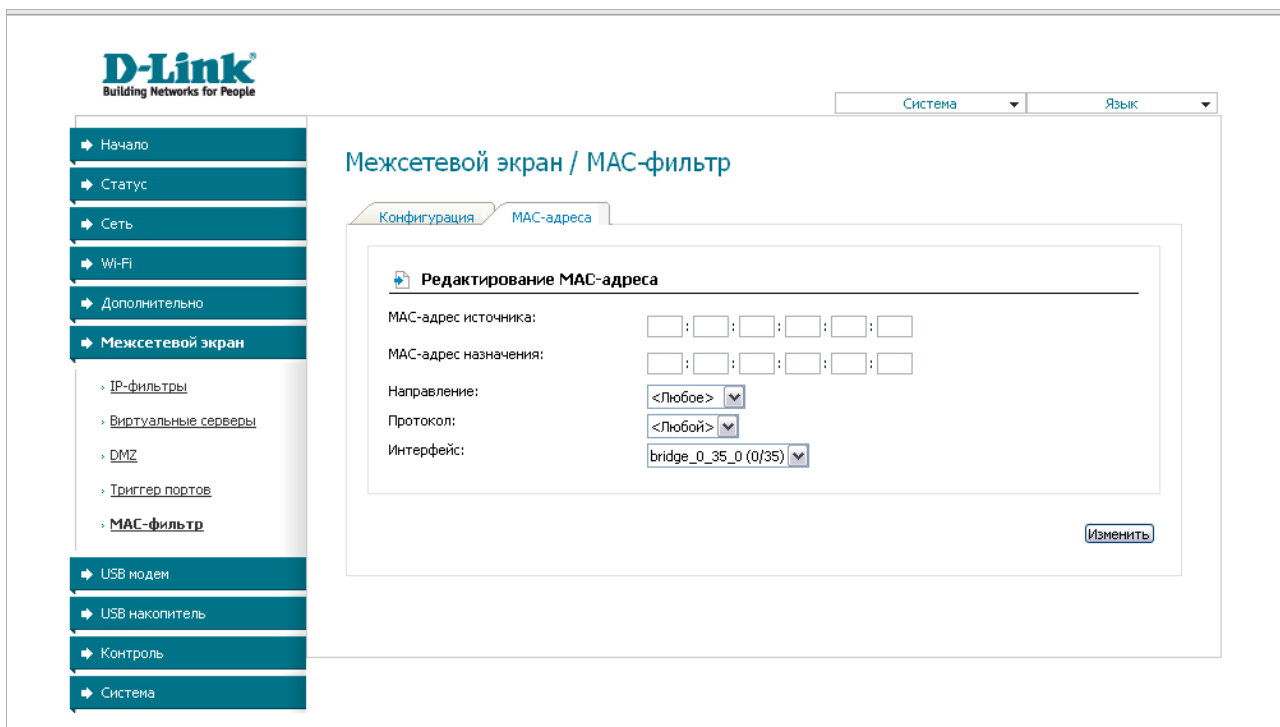 D-Link
Building Networks for People
Система
Язык
Начало
Статус
Сеть
Wi-Fi
Дополнительно
Межсетевой экран
IP-фильтры
Виртуальные серверы
DMZ
Триггер портов
MAC-фильтр
USB модем
USB накопитель
Контроль
Система
Межсетевой экран / MAC-фильтр
Конфигурация
MAC-адреса
Редактирование MAC-адреса
MAC-адрес источника:
: : : : :
MAC-адрес назначения:
: : : : :
Направление:
<Любое>
Протокол:
<Любой>
Интерфейс:
bridge_0_35_0 (0/35)
Изменить